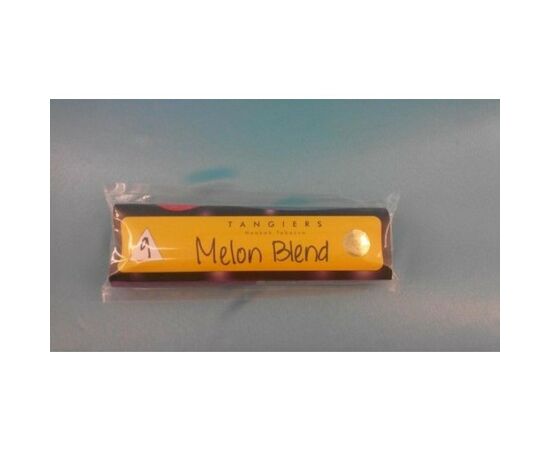 TANGIERS
Hookah Tobacco
9
Melon Blend